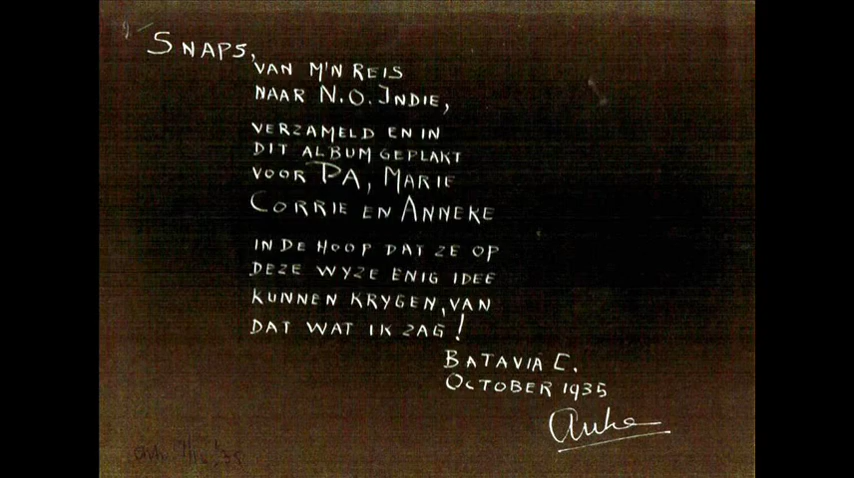 SNAPS,
VAN M'N REIS
NAAR N.O. INDIE,
VERZAMELD EN IN
DIT ALBUM GEPLAKT
VOOR PA, MARIE
CORRIE EN ANNEKE
IN DE HOOP DAT ZE OP
DEZE WYZE ENIG IDEE
KUNNEN KRYGEN, VAN
DAT WAT IK ZAG!
BATAVIA C.
OCTOBER 1935